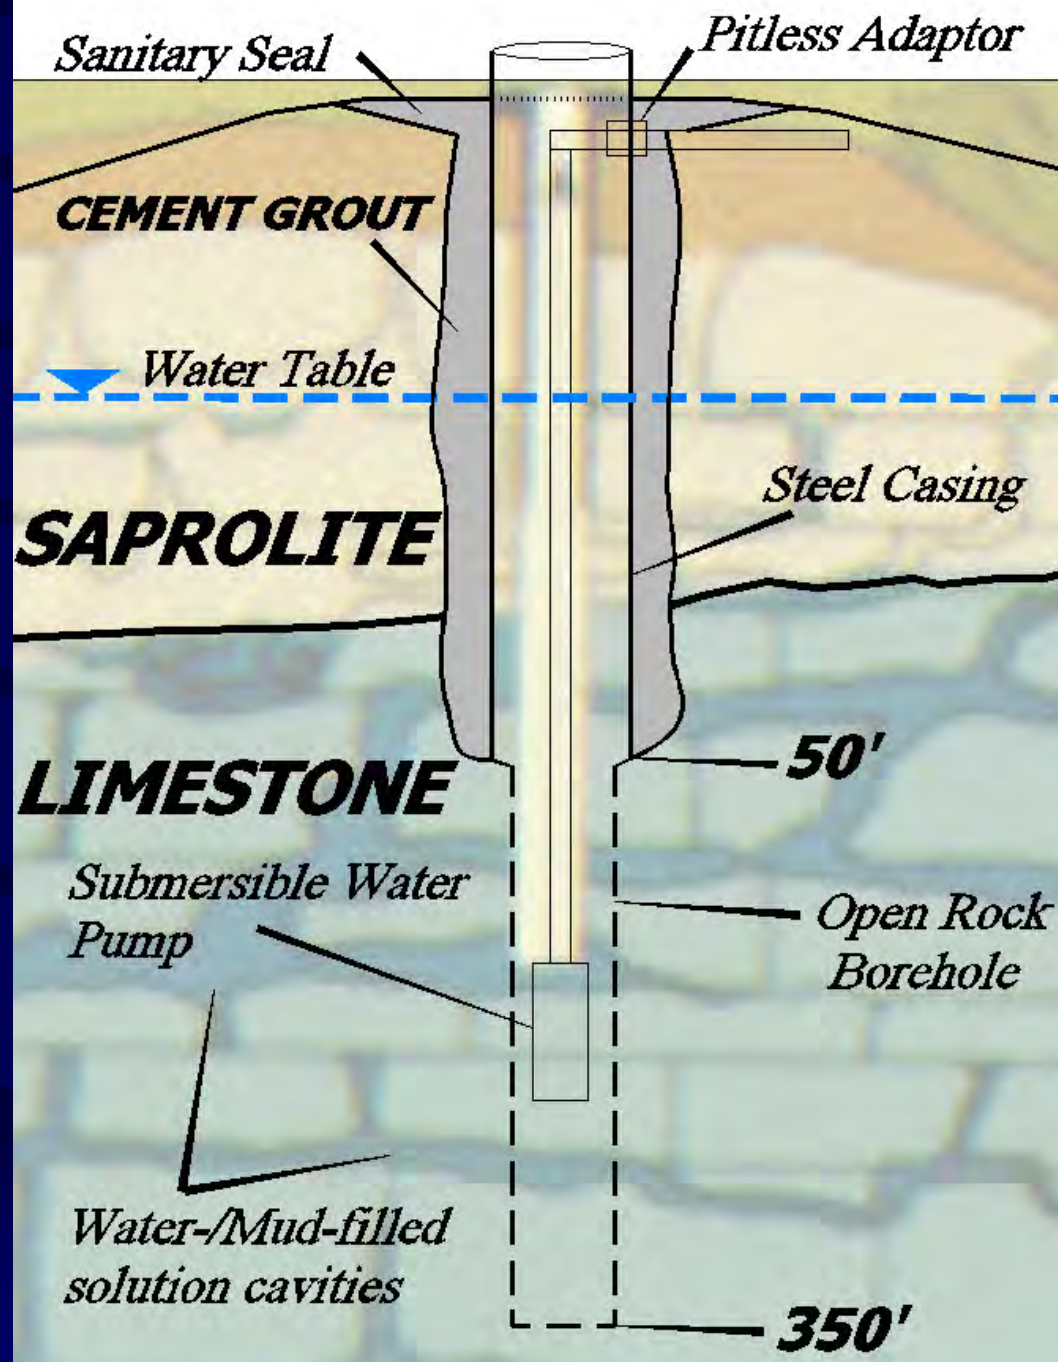 Sanitary Seal
Pitless Adaptor
CEMENT GROUT
Water Table
Steel Casing
SAPROLITE
50'
LIMESTONE
Submersible Water
Pump
Open Rock
Borehole
Water-/Mud-filled
solution cavities
350'